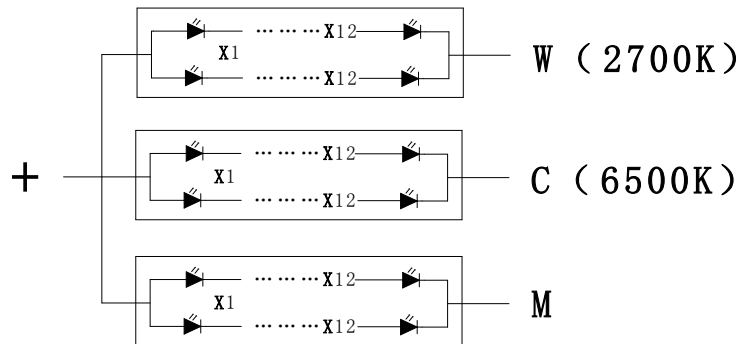 … … … X12
X1
… … … X12
W (2700K)
+
… … … X12
X1
… … … X12
C (6500K)
… … … X12
X1
… … … X12
M